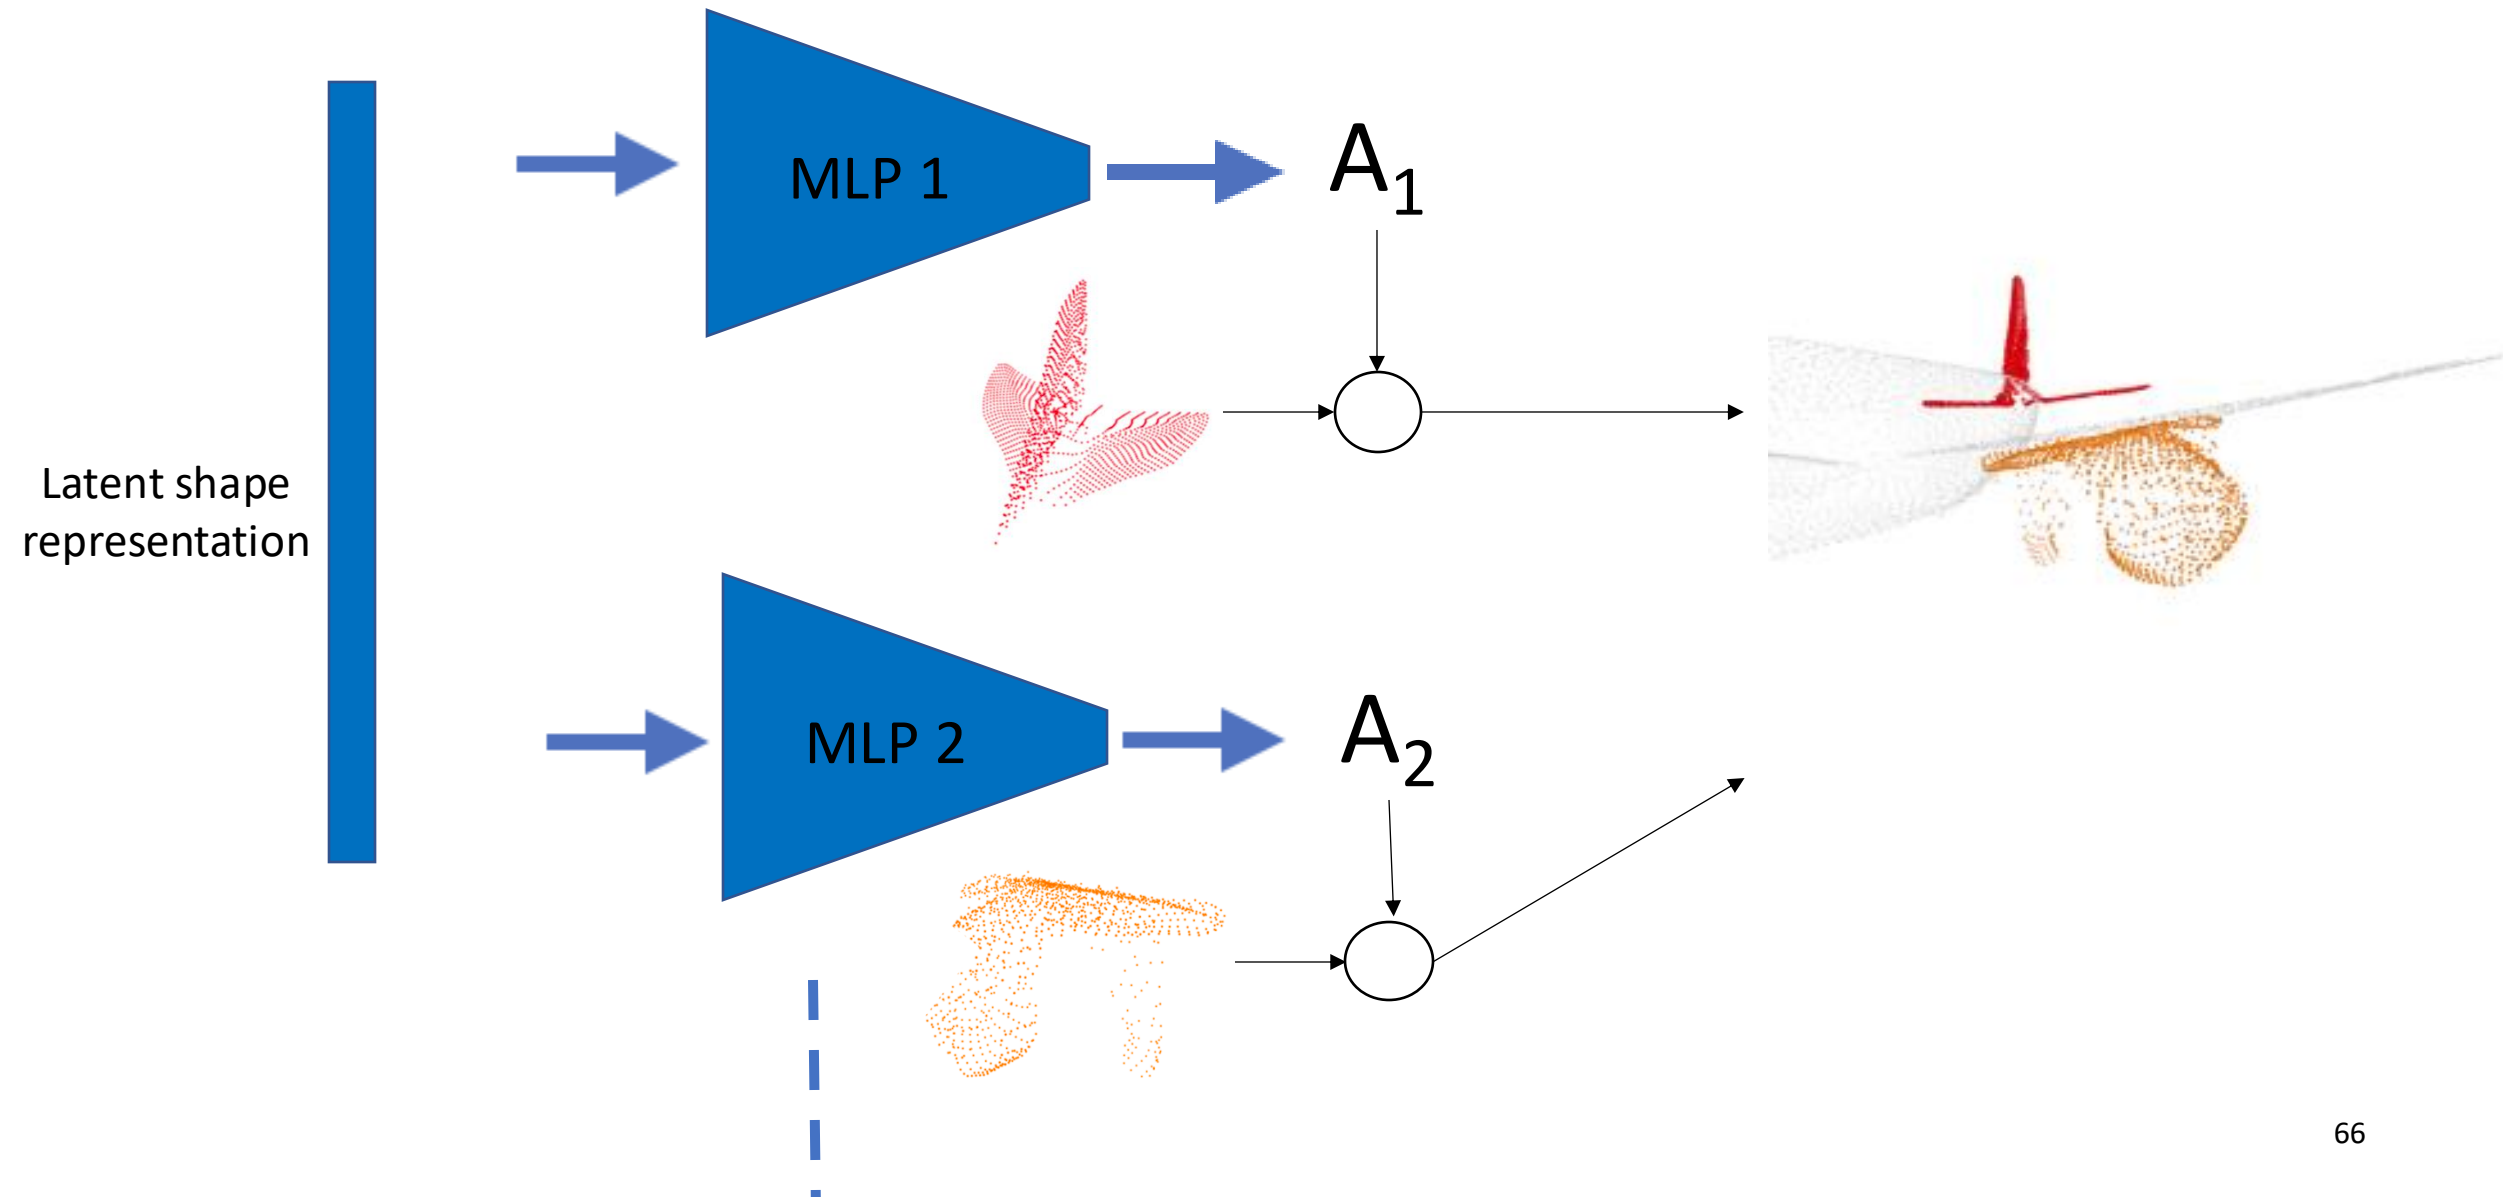 MLP 1
A₁
Latent shape
representation
MLP 2
A₂
66